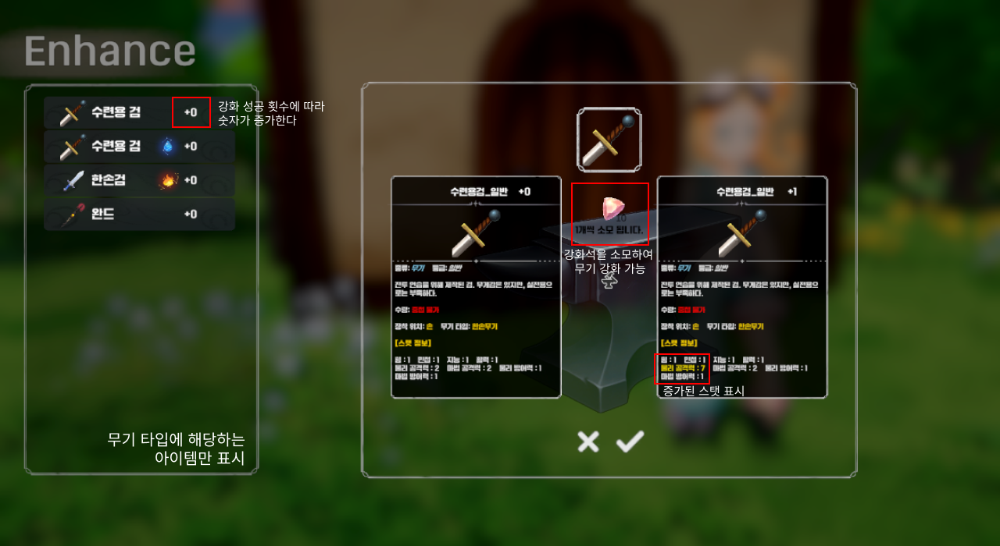 Enhance
수련용 검 +0
강화 성공 횟수에 따라
숫자가 증가한다
수련용 검 +0
한손검 +0
완드 +0
무기 타입에 해당하는
아이템만 표시
수련용검_일반 +0
종류: 무기 등급: 일반
전투 연습을 위해 제작된 검. 무게감은 있지만, 실전용으
로는 부족하다.
수량: 중첩 불가
장착 위치: 손 무기 타입: 한손무기
[스탯 정보]
힘 : 1 민첩 : 1 지능 : 1 활력 : 1
물리 공격력 : 2 마법 공격력 : 2 물리 방어력 : 1
마법 방어력 : 1
10
1개씩 소모 됩니다.
강화석을 소모하여
무기 강화 가능
수련용검_일반 +1
종류: 무기 등급: 일반
전투 연습을 위해 제작된 검. 무게감은 있지만, 실전용으
로는 부족하다.
수량: 중첩 불가
장착 위치: 손 무기 타입: 한손무기
[스탯 정보]
힘 : 1 민첩 : 1 지능 : 1 활력 : 1
물리 공격력 : 7 마법 공격력 : 2 물리 방어력 : 1
마법 방어력 : 1
증가된 스탯 표시